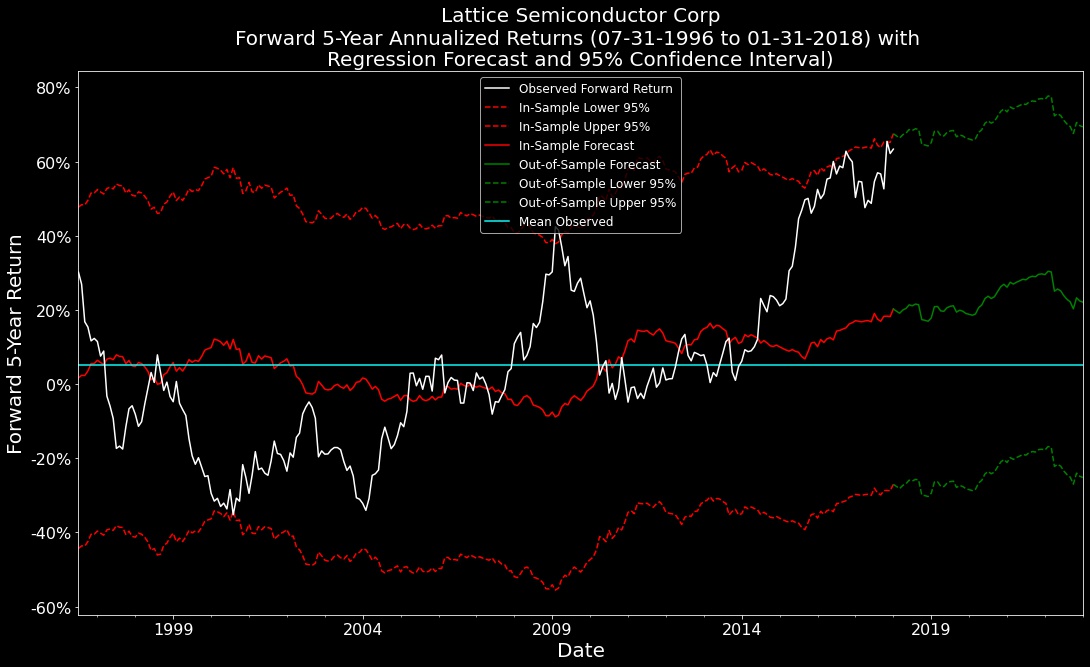 Lattice Semiconductor Corp
Forward 5-Year Annualized Returns (07-31-1996 to 01-31-2018) with
Regression Forecast and 95% Confidence Interval)
Forward 5-Year Return
80%
60%
40%
20%
0%
-20%
-40%
-60%
Observed Forward Return
In-Sample Lower 95%
In-Sample Upper 95%
In-Sample Forecast
Out-of-Sample Forecast
Out-of-Sample Lower 95%
Out-of-Sample Upper 95%
Mean Observed
1999
2004
2009
2014
2019
Date